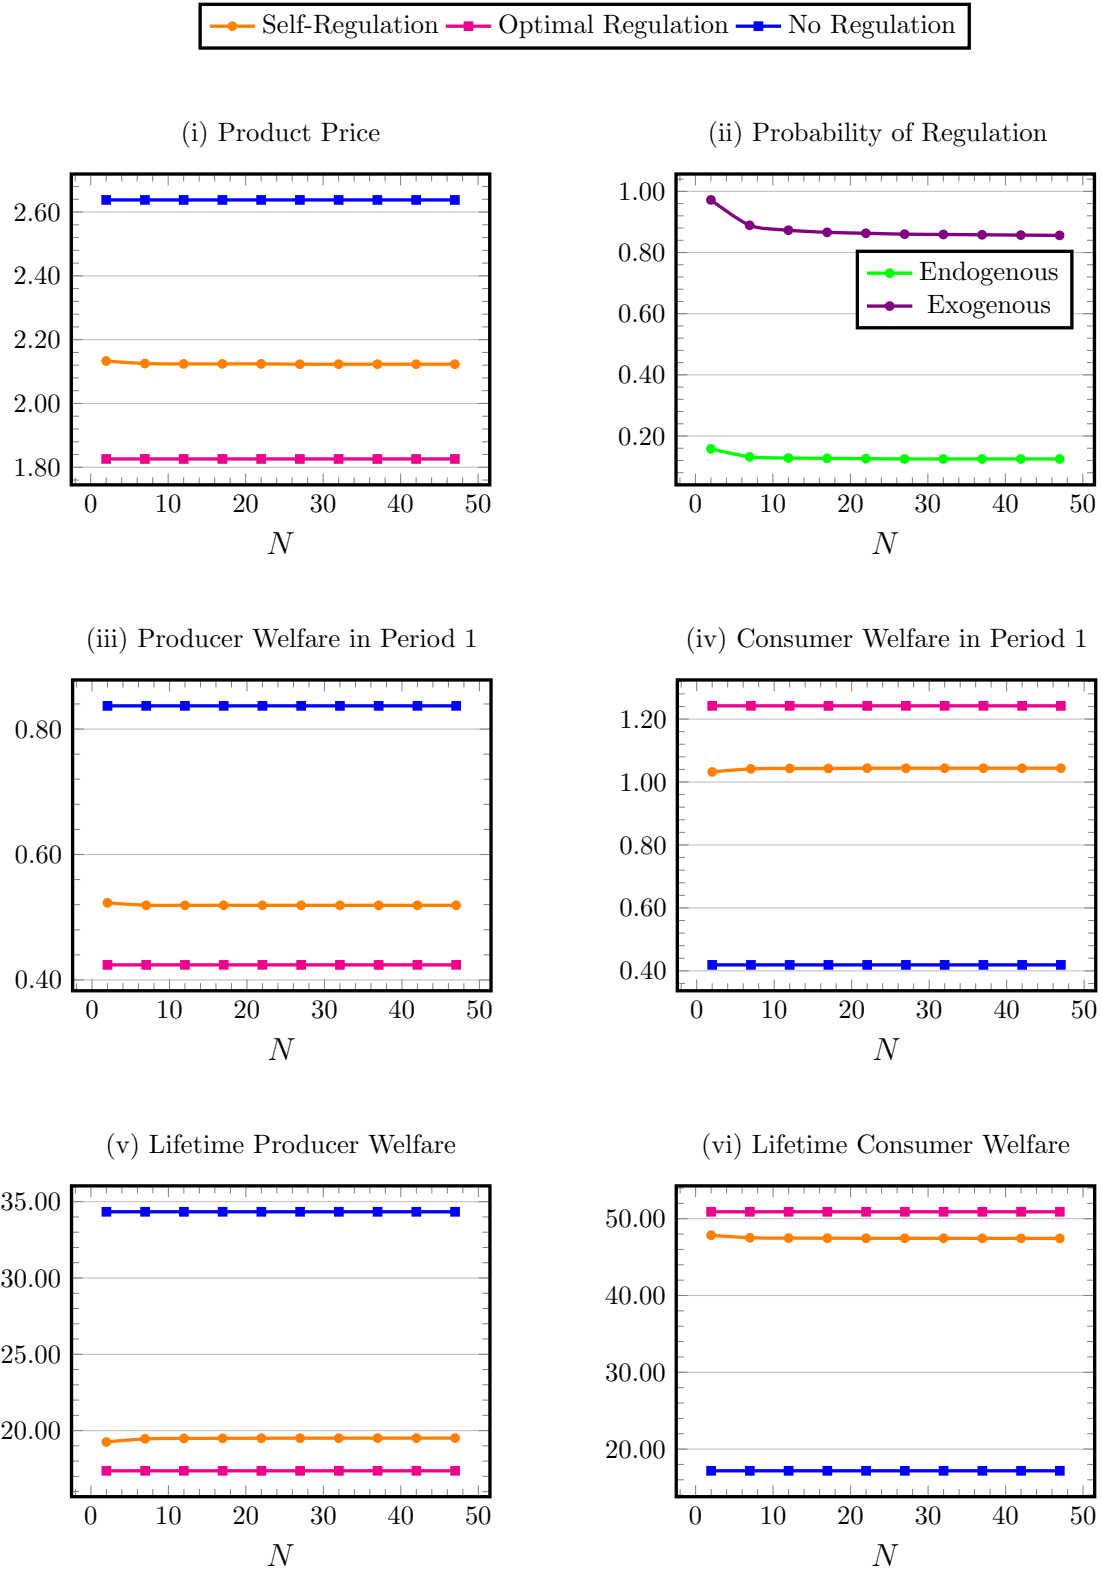 Self-Regulation Optimal Regulation No Regulation
(i) Product Price
2.60
2.40
2.20
2.00
1.80
0 10 20 30 40 50
N
(ii) Probability of Regulation
1.00
0.80
0.60
0.40
0.20
Endogenous
Exogenous
0 10 20 30 40 50
N
(iii) Producer Welfare in Period 1
0.80
0.60
0.40
0 10 20 30 40 50
N
(iv) Consumer Welfare in Period 1
1.20
1.00
0.80
0.60
0.40
0 10 20 30 40 50
N
(v) Lifetime Producer Welfare
35.00
30.00
25.00
20.00
0 10 20 30 40 50
N
(vi) Lifetime Consumer Welfare
50.00
40.00
30.00
20.00
0 10 20 30 40 50
N